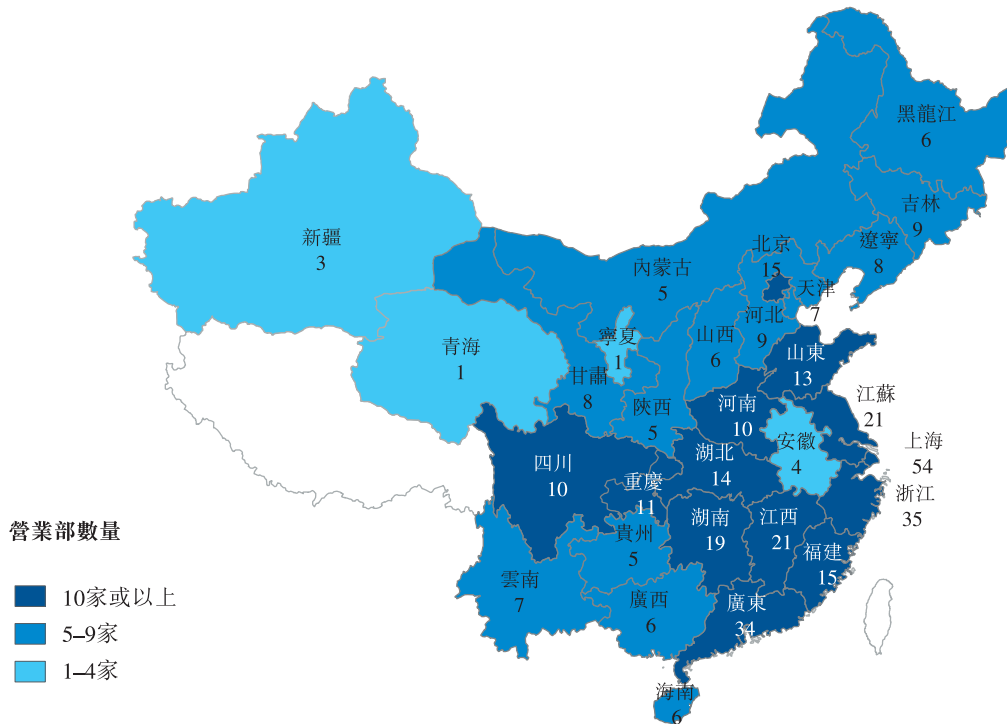 黑龍江
6
吉林
9
遼寧
8
新疆
3
內蒙古
5
北京
15
天津
7
河北
9
青海
1
寧夏
1
山西
6
山東
13
甘肅
8
陝西
5
河南
10
江蘇
21
安徽
4
上海
54
四川
10
湖北
14
重慶
11
浙江
35
湖南
19
江西
21
貴州
5
福建
15
雲南
7
廣西
6
廣東
34
海南
6
營業部數量
10家或以上
5–9家
1–4家